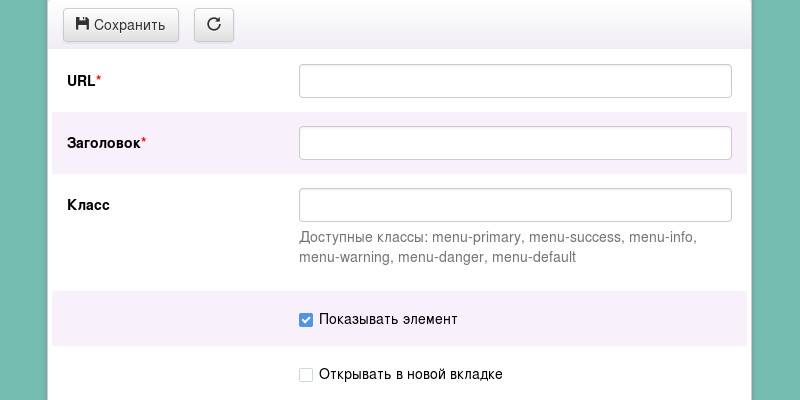 Сохранить
URL*
Заголовок*
Класс
Доступные классы: menu-primary, menu-success, menu-info,
menu-warning, menu-danger, menu-default
Показывать элемент
Открывать в новой вкладке